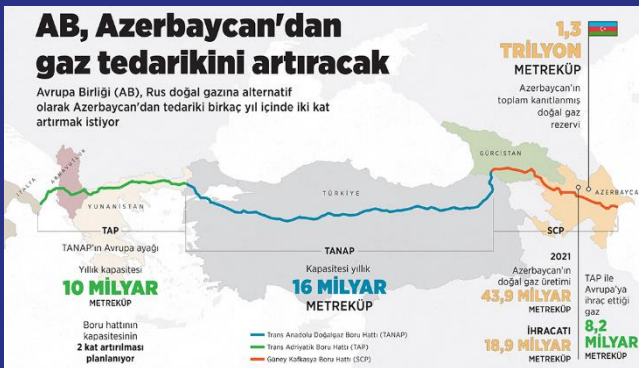 AB, Azerbaycan'dan
gaz tedarikini artıracak
Avrupa Birliği (AB), Rus doğal gazına alternatif
olarak Azerbaycan'dan tedariki birkaç yıl içinde iki kat
artırmak istiyor
1,3
TRİLYON
METREKÜP
Azerbaycan'ın
toplam kanıtlanmış
doğal gaz
rezervi
İTALYA
ARNAVUTLUK
YUNANİSTAN
TÜRKİYE
GÜRCİSTAN
AZERBAYCA
TAP
TANAP'ın Avrupa ayağı
Yıllık kapasitesi
10 MİLYAR
METREKÜP
Boru hattının
kapasitesinin
2 kat artırılması
planlanıyor
TANAP
Kapasitesi yıllık
16 MİLYAR
METREKÜP
Trans Anadolu Doğalgaz Boru Hattı (TANAP)
Trans Adriyatik Boru Hattı (TAP)
Güney Kafkasya Boru Hattı (SCP)
SCP
2021
Azerbaycan'ın
doğal gaz üretimi
43,9 MİLYAR
METREKÜP
İHRACATI
18,9 MİLYAR
METREKÜP
TAP ile
Avrupa'ya
ihraç ettiği
gaz
8,2
MİLYAR
METREKÜP